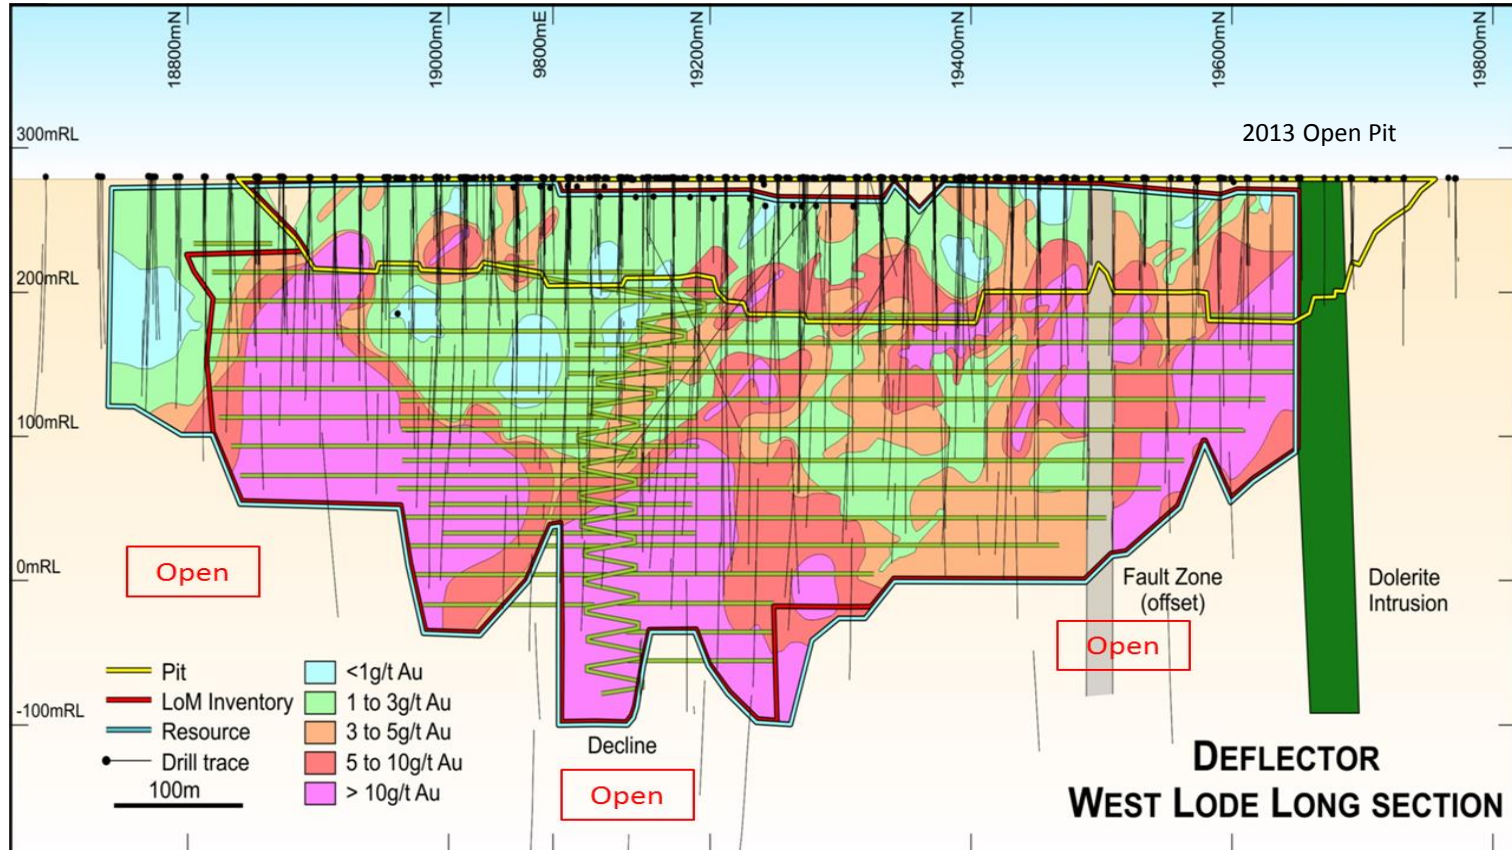 18800mN
19000mN
9800mE
19200mN
19400mN
19600mN
19800mN
300mRL
2013 Open Pit
200mRL
100mRL
0mRL
Open
Fault Zone
(offset)
Dolerite
Intrusion
Open
Pit
LoM Inventory
Resource
Drill trace
100m
<1g/t Au
1 to 3g/t Au
3 to 5g/t Au
5 to 10g/t Au
> 10g/t Au
-100mRL
Decline
Open
DEFLECTOR
WEST LODE LONG SECTION